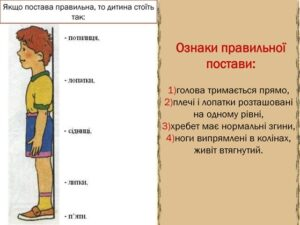 Якщо постава правильна, то дитина стоїть
так:
- потилиця,
- лопатки,
- сідниці,
- литки,
- п'яти.
Ознаки правильної
постави:
1)голова тримається прямо,
2)плечі і лопатки розташовані
на одному рівні,
3)хребет має нормальні згини,
4)ноги випрямлені в колінах,
живіт втягнутий.